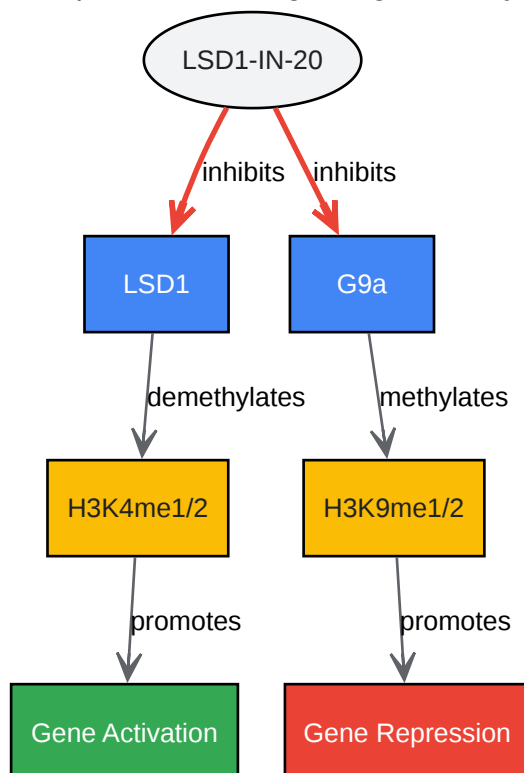 LSD1-IN-20
inhibits inhibits
LSD1 G9a
demethylates methylates
H3K4me1/2 H3K9me1/2
promotes promotes
Gene Activation Gene Repression